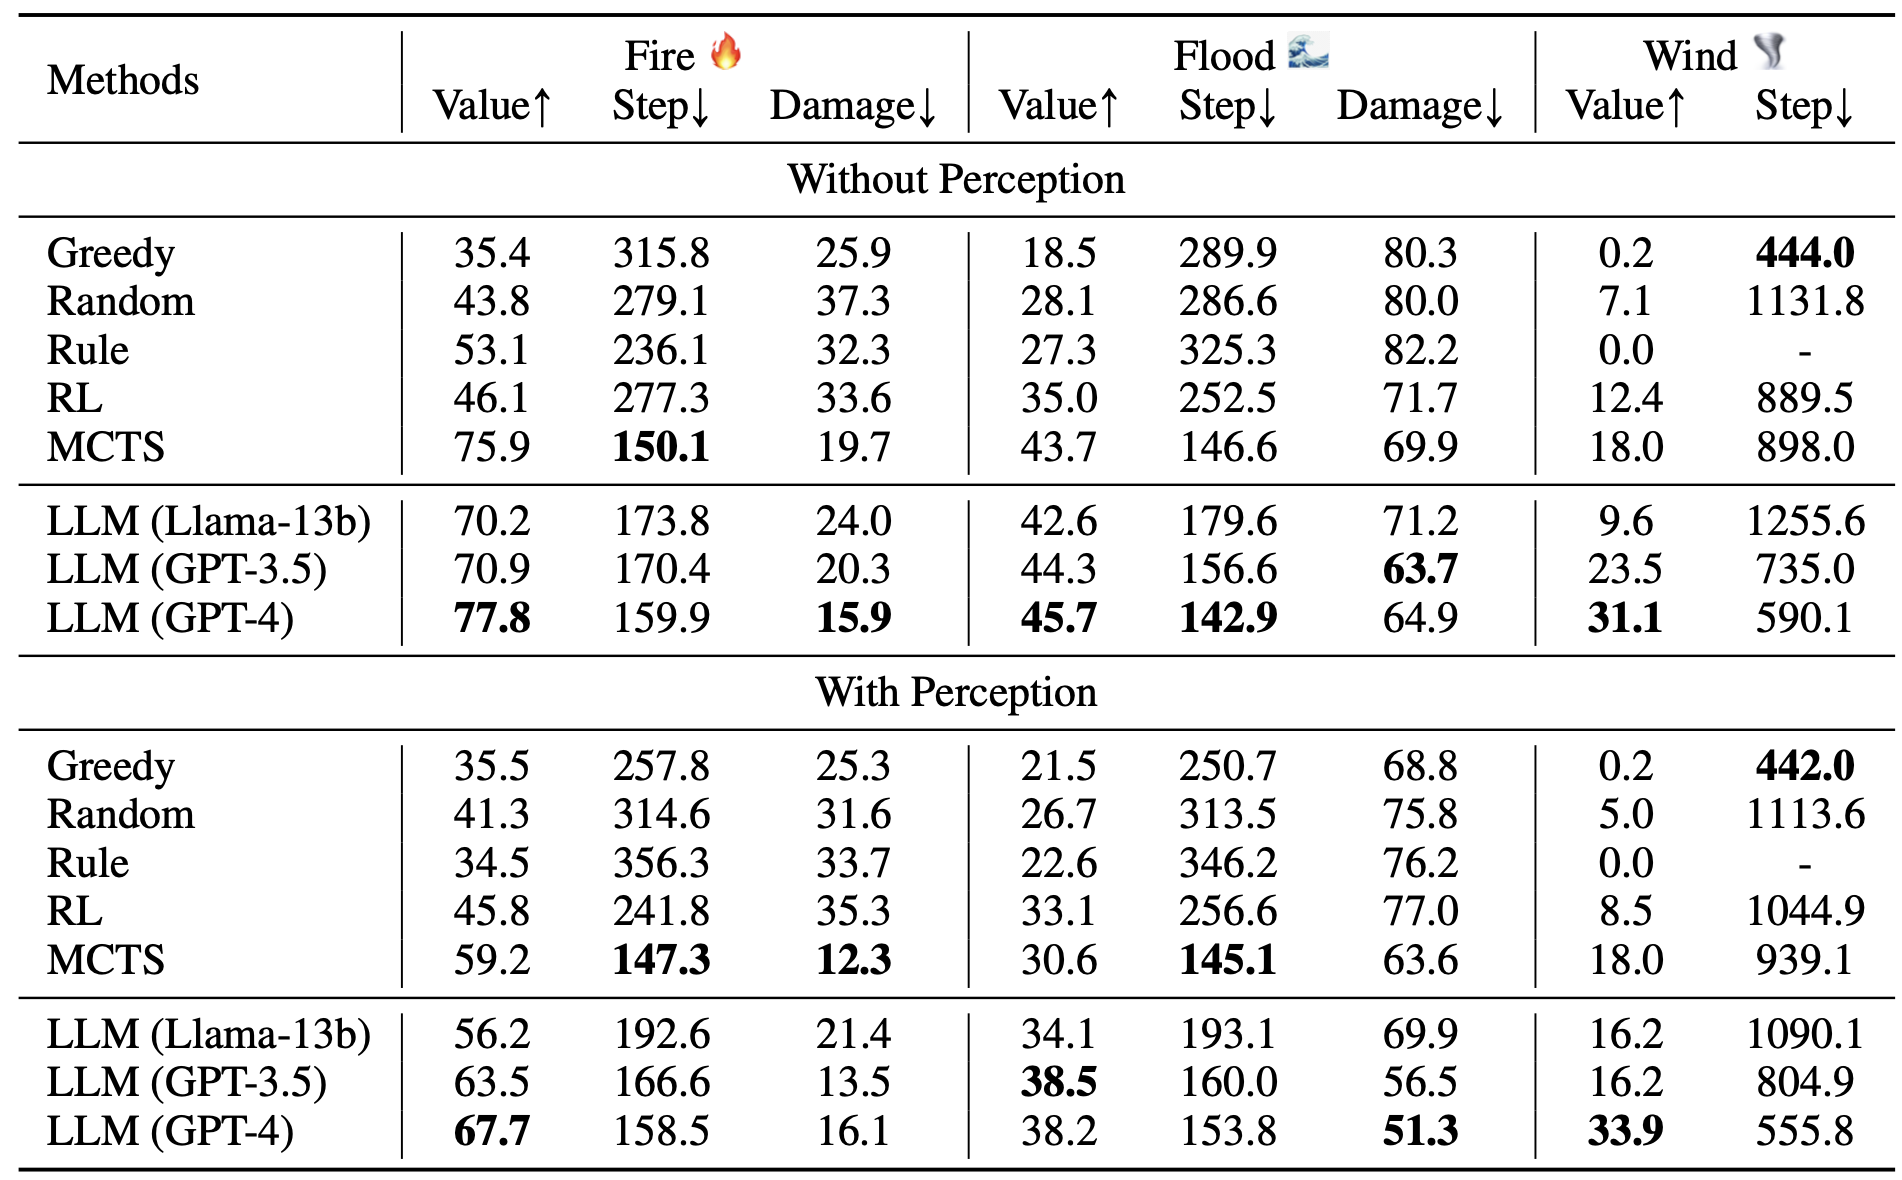 Methods Fire 🔥 Flood 🌊 Wind 🌪️
Value↑ Step↓ Damage↓ Value↑ Step↓ Damage↓ Value↑ Step↓
Without Perception
Greedy 35.4 315.8 25.9 18.5 289.9 80.3 0.2 444.0
Random 43.8 279.1 37.3 28.1 286.6 80.0 7.1 1131.8
Rule 53.1 236.1 32.3 27.3 325.3 82.2 0.0 -
RL 46.1 277.3 33.6 35.0 252.5 71.7 12.4 889.5
MCTS 75.9 150.1 19.7 43.7 146.6 69.9 18.0 898.0
LLM (Llama-13b) 70.2 173.8 24.0 42.6 179.6 71.2 9.6 1255.6
LLM (GPT-3.5) 70.9 170.4 20.3 44.3 156.6 63.7 23.5 735.0
LLM (GPT-4) 77.8 159.9 15.9 45.7 142.9 64.9 31.1 590.1
With Perception
Greedy 35.5 257.8 25.3 21.5 250.7 68.8 0.2 442.0
Random 41.3 314.6 31.6 26.7 313.5 75.8 5.0 1113.6
Rule 34.5 356.3 33.7 22.6 346.2 76.2 0.0 -
RL 45.8 241.8 35.3 33.1 256.6 77.0 8.5 1044.9
MCTS 59.2 147.3 12.3 30.6 145.1 63.6 18.0 939.1
LLM (Llama-13b) 56.2 192.6 21.4 34.1 193.1 69.9 16.2 1090.1
LLM (GPT-3.5) 63.5 166.6 13.5 38.5 160.0 56.5 16.2 804.9
LLM (GPT-4) 67.7 158.5 16.1 38.2 153.8 51.3 33.9 555.8